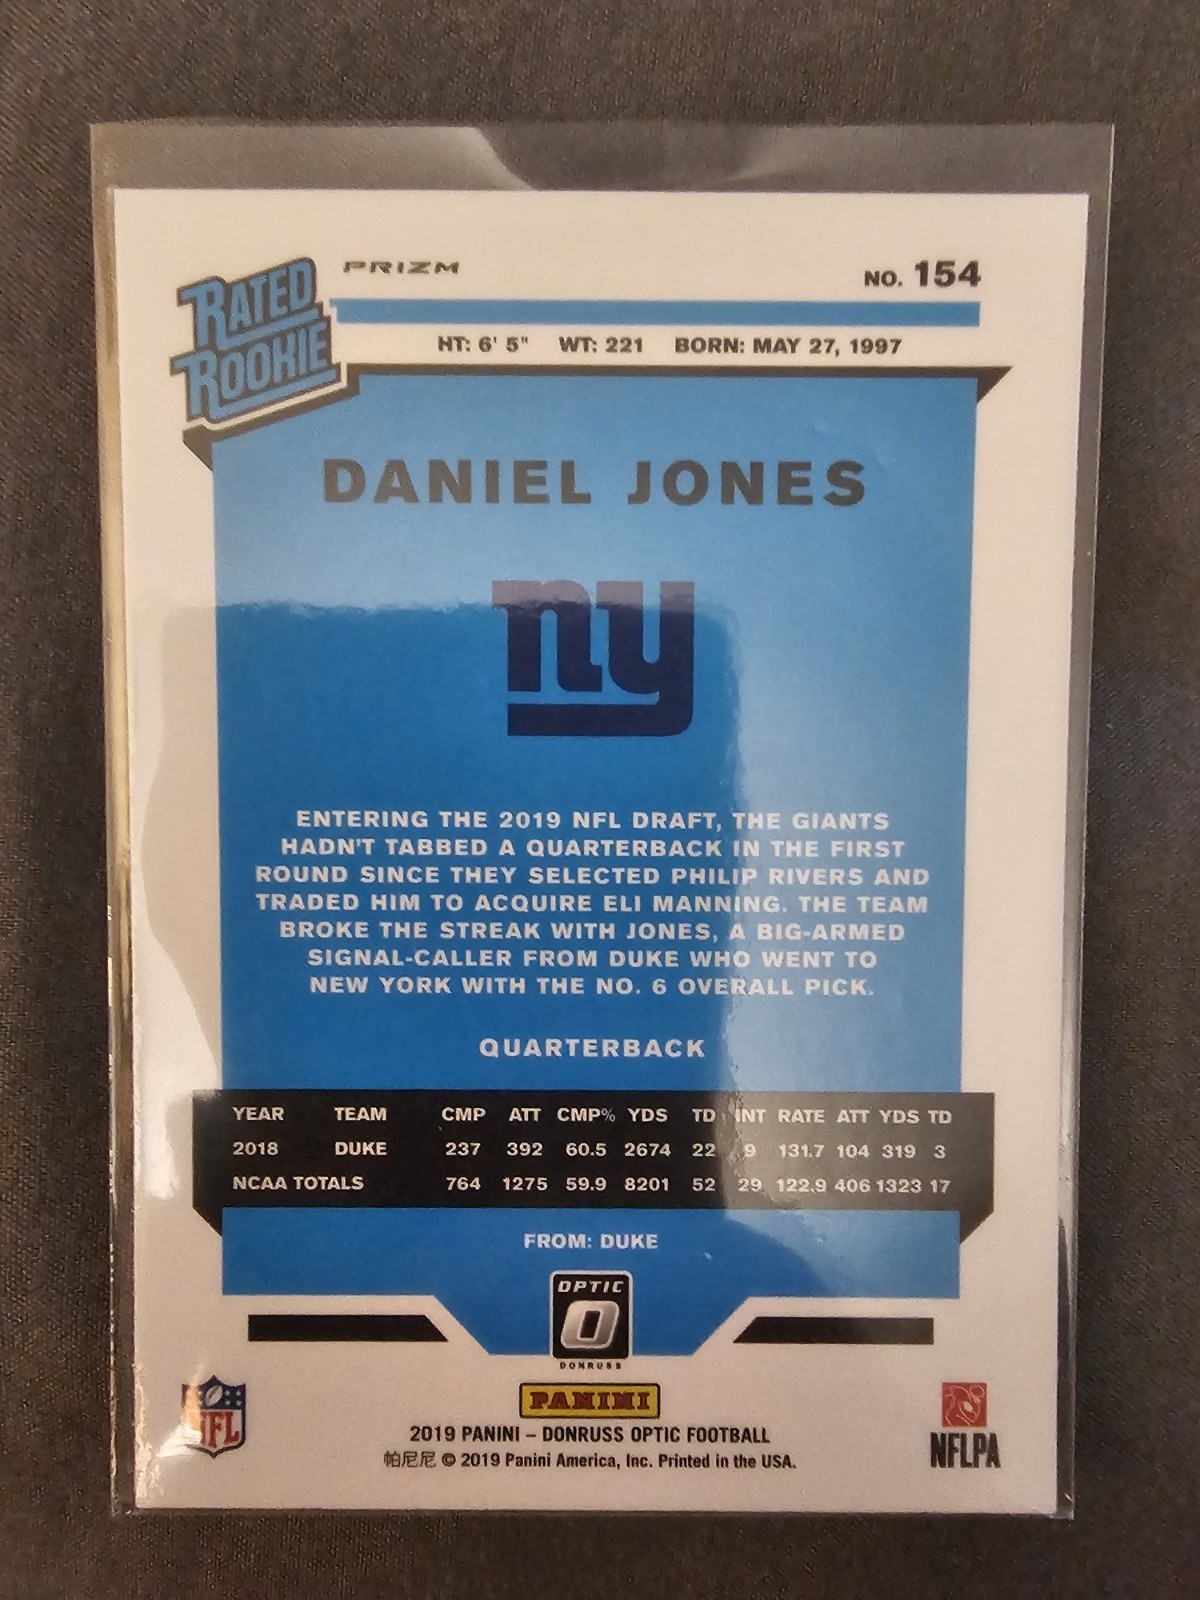 RATED
ROOKIE
PRIZM
NO. 154
HT: 6' 5" WT: 221 BORN: MAY 27, 1997
DANIEL JONES
ny
ENTERING THE 2019 NFL DRAFT, THE GIANTS
HADN'T TABBED A QUARTERBACK IN THE FIRST
ROUND SINCE THEY SELECTED PHILIP RIVERS AND
TRADED HIM TO ACQUIRE ELI MANNING. THE TEAM
BROKE THE STREAK WITH JONES, A BIG-ARMED
SIGNAL-CALLER FROM DUKE WHO WENT TO
NEW YORK WITH THE NO. 6 OVERALL PICK.
QUARTERBACK
YEAR TEAM CMP ATT CMP% YDS TD INT RATE ATT YDS TD
2018 DUKE 237 392 60.5 2674 22 9 131.7 104 319 3
NCAA TOTALS 764 1275 59.9 8201 52 29 122.9 406 1323 17
FROM: DUKE
OPTIC
O
DONRUSS
PANINI
NFL
2019 PANINI – DONRUSS OPTIC FOOTBALL
帕尼尼 © 2019 Panini America, Inc. Printed in the USA.
NFLPA